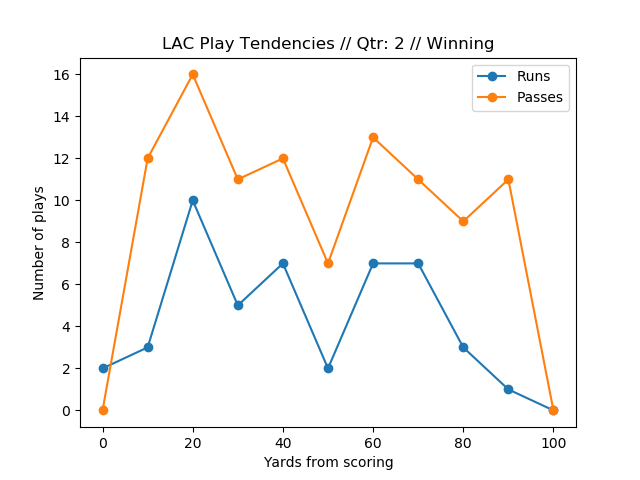 LAC Play Tendencies // Qtr: 2 // Winning
Runs
Passes
Number of plays
16
14
12
10
8
6
4
2
0
0 20 40 60 80 100
Yards from scoring